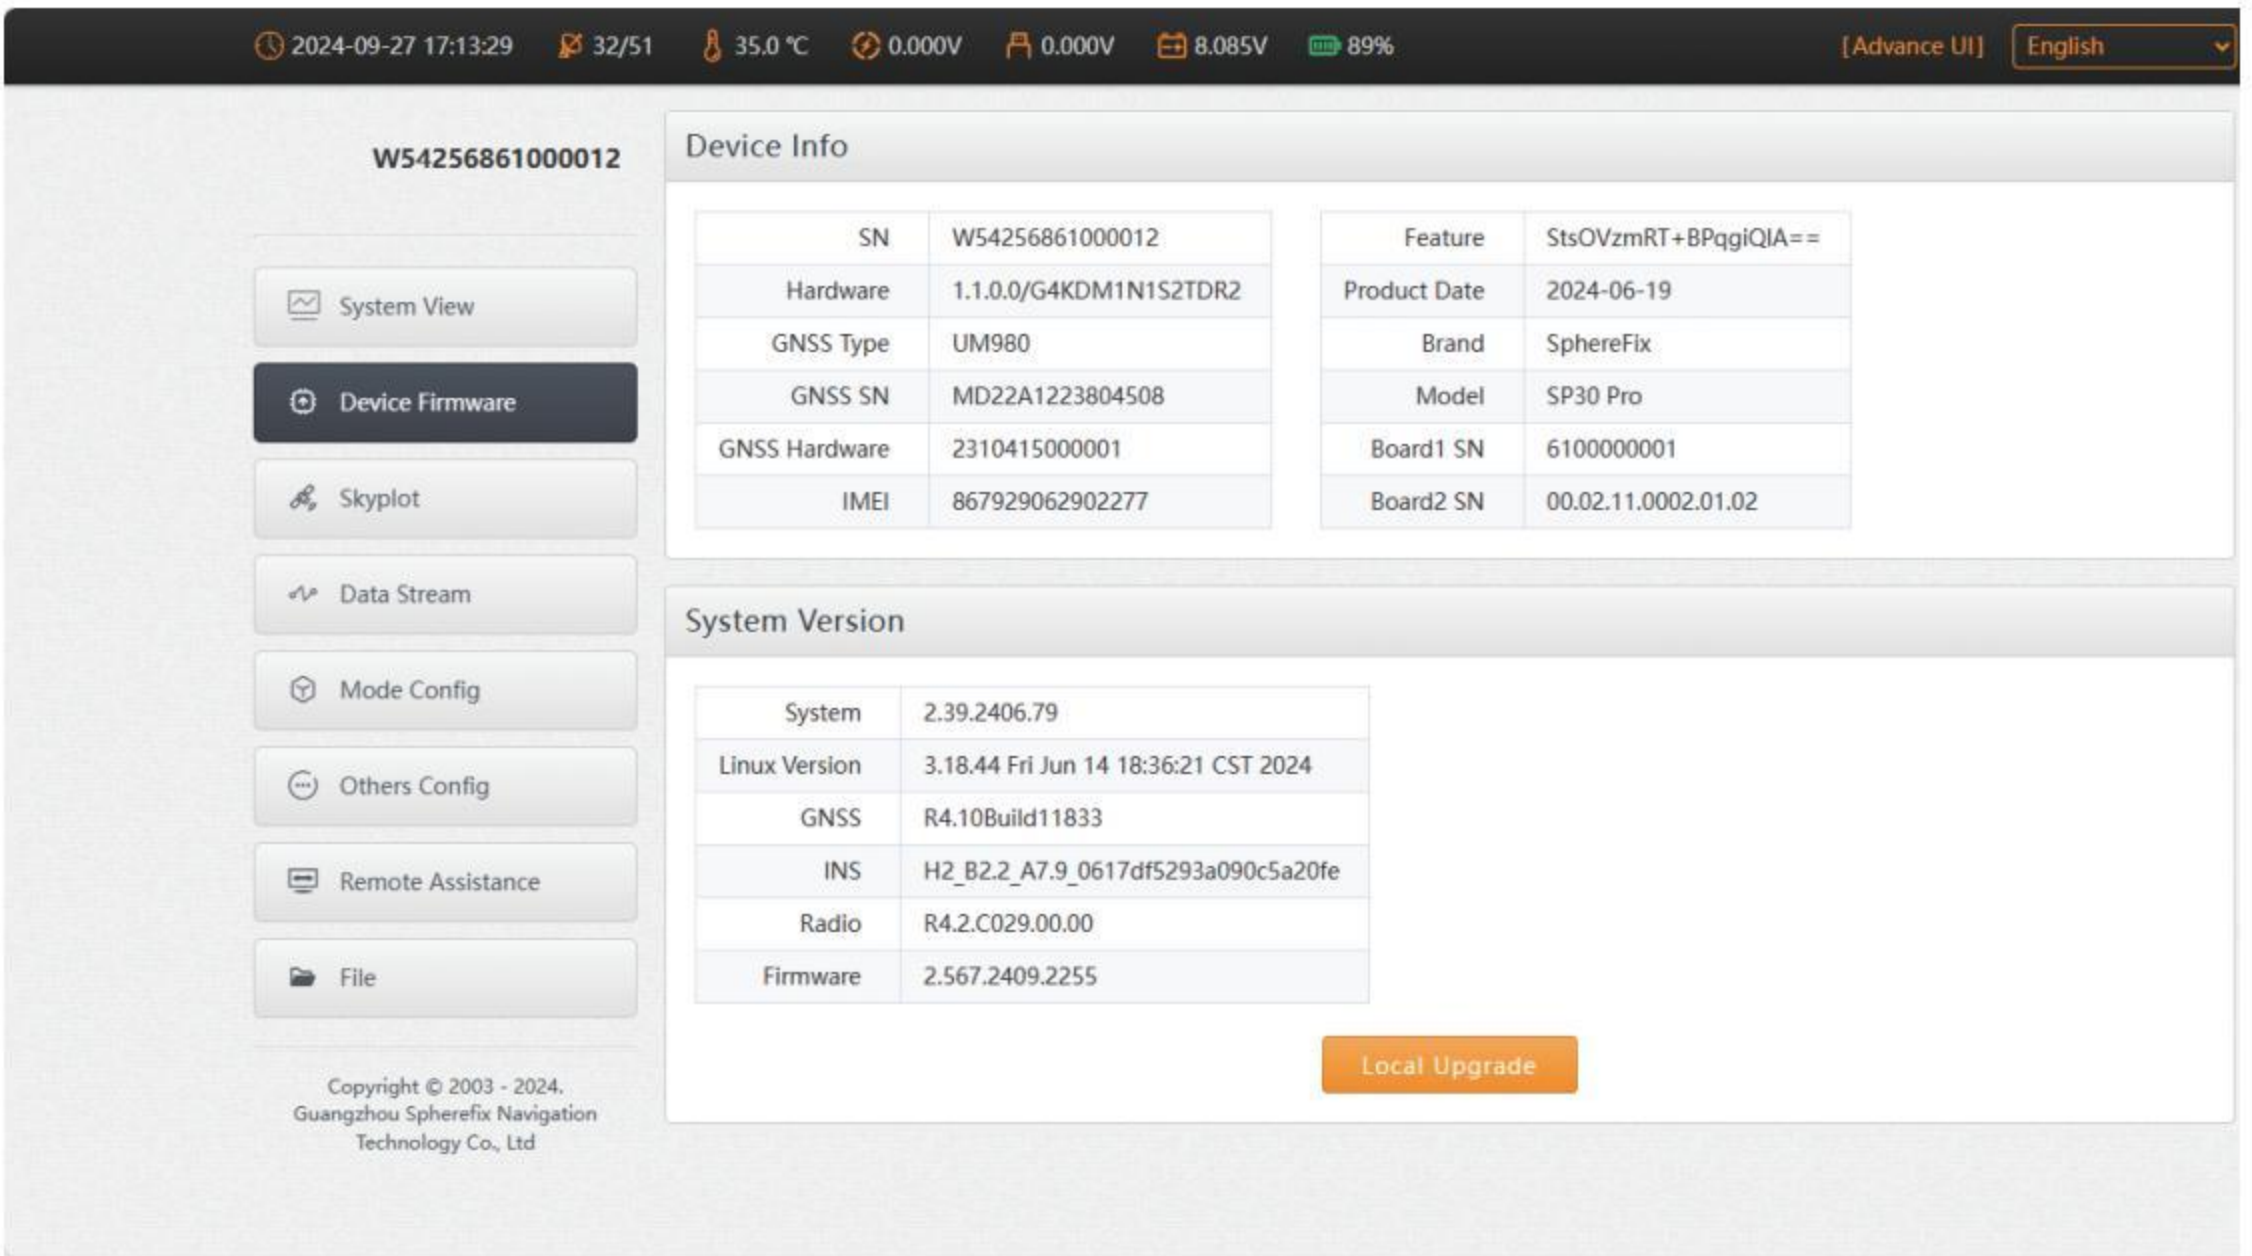 2024-09-27 17:13:29 32/51 35.0 ℃ 0.000V 0.000V 8.085V 89% [Advance UI] English
W54256861000012
System View
Device Firmware
Skyplot
Data Stream
Mode Config
Others Config
Remote Assistance
File
Copyright © 2003 - 2024.
Guangzhou Spherefix Navigation
Technology Co., Ltd
Device Info
SN W54256861000012
Hardware 1.1.0.0/G4KDM1N1S2TDR2
GNSS Type UM980
GNSS SN MD22A1223804508
GNSS Hardware 2310415000001
IMEI 867929062902277
Feature StsOVzmRT+BPqgiQIA==
Product Date 2024-06-19
Brand SphereFix
Model SP30 Pro
Board1 SN 6100000001
Board2 SN 00.02.11.0002.01.02
System Version
System 2.39.2406.79
Linux Version 3.18.44 Fri Jun 14 18:36:21 CST 2024
GNSS R4.10Build11833
INS H2_B2.2_A7.9_0617df5293a090c5a20fe
Radio R4.2.C029.00.00
Firmware 2.567.2409.2255
Local Upgrade